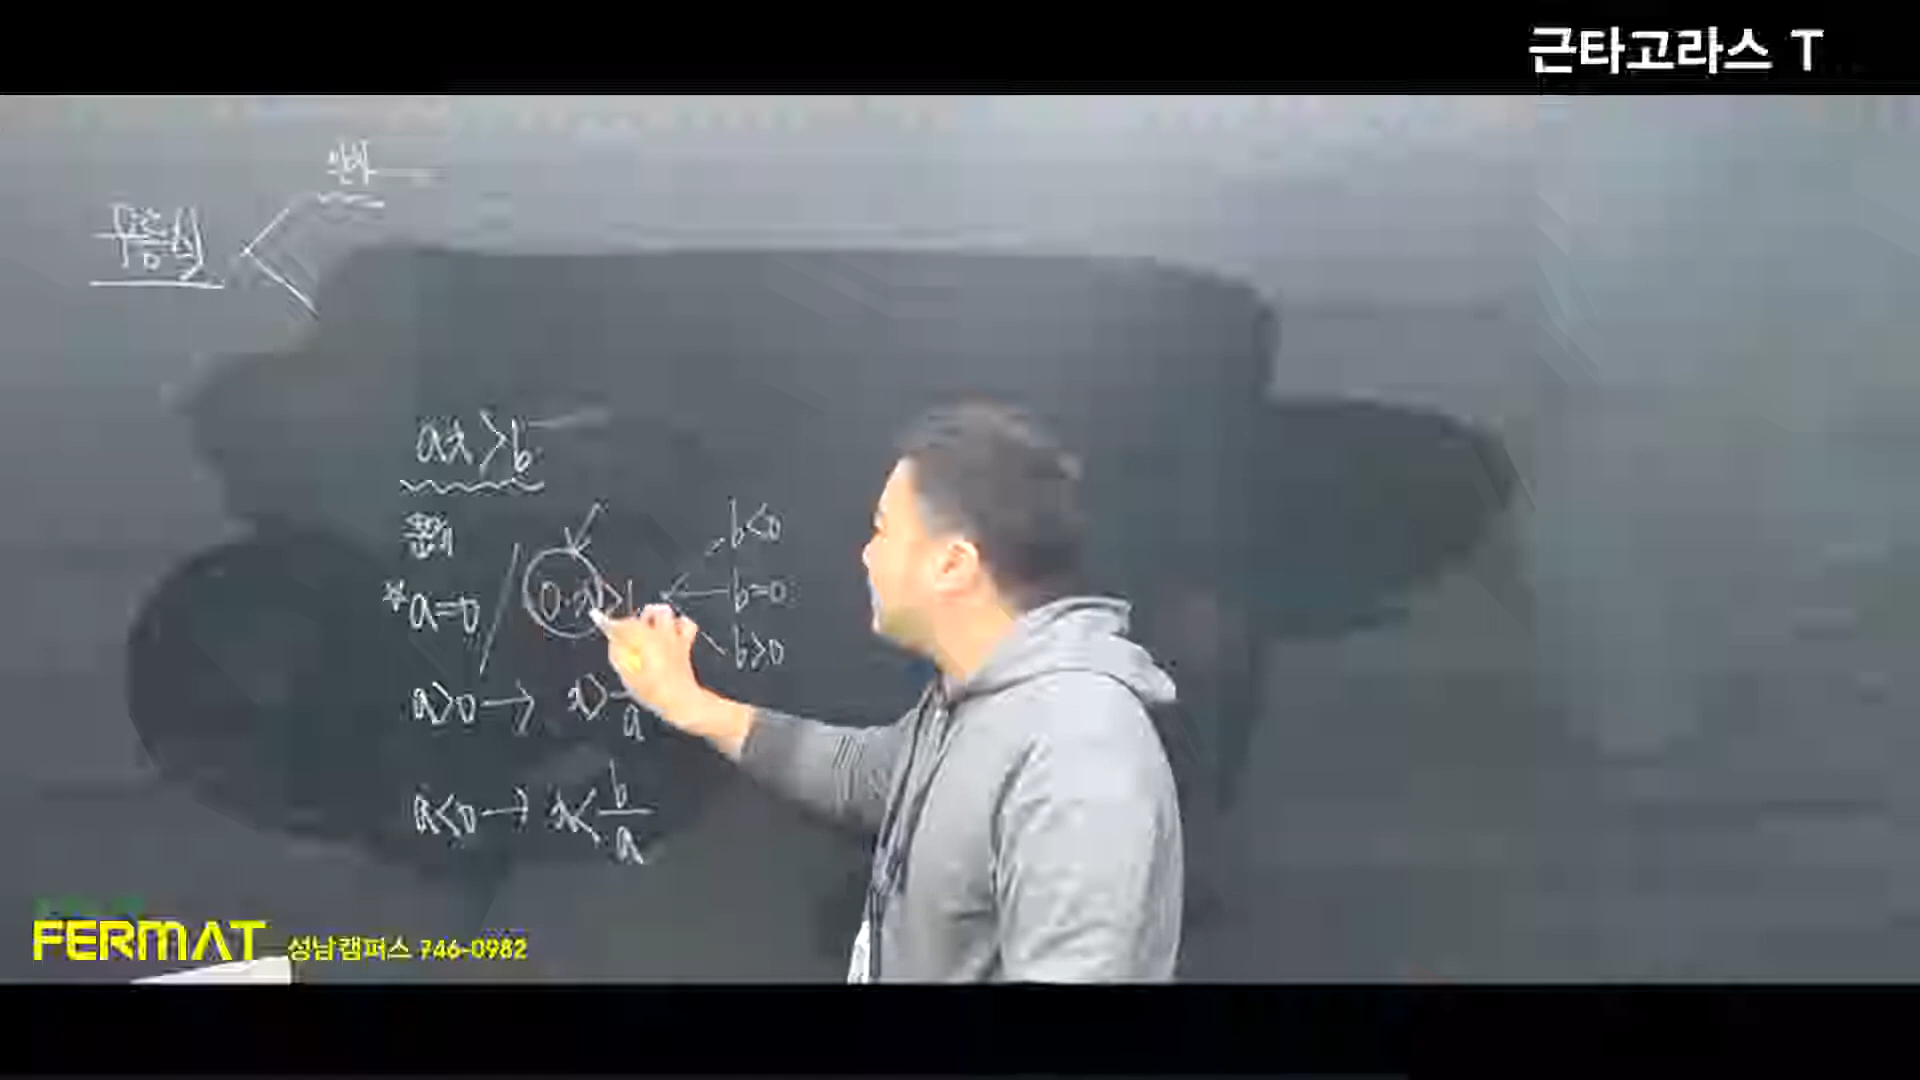 근타고라스 T
부등식
ax>b
b<0
b=0
*a=0
0·x>
b>0
a>0→ x>
a
a<0→ x<b/a
FERMAT 성남캠퍼스 746-0982